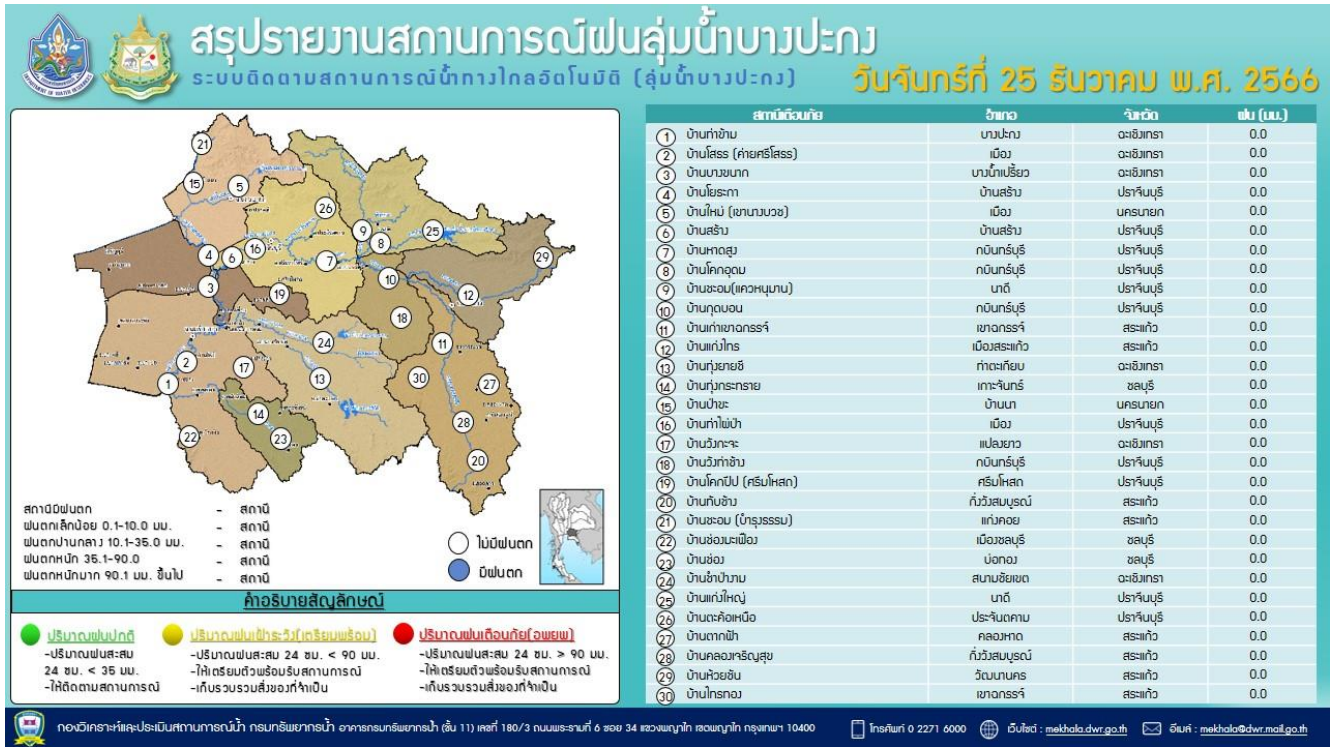 สรุปรายงานสถานการณ์ฝนลุ่มน้ำบางปะกง
ระบบติดตามสถานการณ์น้ำทางไกลอัตโนมัติ (ลุ่มน้ำบางปะกง)
วันจันทร์ที่ 25 ธันวาคม พ.ศ. 2566
สถานีเตือนภัย อำเภอ จังหวัด ฝน (มม.)
1 บ้านท่าข้าม บางปะกง ฉะเชิงเทรา 0.0
2 บ้านโสธร (ค่ายศรีโสธร) เมือง ฉะเชิงเทรา 0.0
3 บ้านบางขนาก บางน้ำเปรี้ยว ฉะเชิงเทรา 0.0
4 บ้านโยธะกา บ้านสร้าง ปราจีนบุรี 0.0
5 บ้านใหม่ (เขานางบวช) เมือง นครนายก 0.0
6 บ้านสร้าง บ้านสร้าง ปราจีนบุรี 0.0
7 บ้านหาดสูง กบินทร์บุรี ปราจีนบุรี 0.0
8 บ้านโคกอุดม กบินทร์บุรี ปราจีนบุรี 0.0
9 บ้านชะอม(แควหนุมาน) นาดี ปราจีนบุรี 0.0
10 บ้านกุดบอน กบินทร์บุรี ปราจีนบุรี 0.0
11 บ้านเก่าเขาฉกรรจ์ เขาฉกรรจ์ สระแก้ว 0.0
12 บ้านแก่งไทร เมืองสระแก้ว สระแก้ว 0.0
13 บ้านทุ่งยายชี ท่าตะเกียบ ฉะเชิงเทรา 0.0
14 บ้านทุ่งกระทราย เกาะจันทร์ ชลบุรี 0.0
15 บ้านป่าขะ บ้านนา นครนายก 0.0
16 บ้านท่าไผ่ป่า เมือง ปราจีนบุรี 0.0
17 บ้านวังกะจะ แปลงยาว ฉะเชิงเทรา 0.0
18 บ้านวังท่าช้าง กบินทร์บุรี ปราจีนบุรี 0.0
19 บ้านโคกปีป (ศรีมโหสถ) ศรีมโหสถ ปราจีนบุรี 0.0
20 บ้านทับช้าง กิ่งวังสมบูรณ์ สระแก้ว 0.0
21 บ้านชะอม (บำรุงธรรม) แก่งคอย สระแก้ว 0.0
22 บ้านช่องมะเฟือง เมืองชลบุรี ชลบุรี 0.0
23 บ้านช่อง บ่อทอง ชลบุรี 0.0
24 บ้านชำป่างาม สนามชัยเขต ฉะเชิงเทรา 0.0
25 บ้านแก่งใหญ่ นาดี ปราจีนบุรี 0.0
26 บ้านตะคร้อเหนือ ประจันตคาม ปราจีนบุรี 0.0
27 บ้านตากฟ้า คลองหาด สระแก้ว 0.0
28 บ้านคลองเจริญสุข กิ่งวังสมบูรณ์ สระแก้ว 0.0
29 บ้านห้วยชัน วัฒนานคร สระแก้ว 0.0
30 บ้านไทรทอง เขาฉกรรจ์ สระแก้ว 0.0
สถานีมีฝนตก - สถานี
ฝนตกเล็กน้อย 0.1-10.0 มม. - สถานี
ฝนตกปานกลาง 10.1-35.0 มม. - สถานี
ฝนตกหนัก 35.1-90.0 - สถานี
ฝนตกหนักมาก 90.1 มม. ขึ้นไป - สถานี
ไม่มีฝนตก
มีฝนตก
คำอธิบายสัญลักษณ์
ปริมาณฝนปกติ
-ปริมาณฝนสะสม
24 ชม. < 35 มม.
-ให้ติดตามสถานการณ์
ปริมาณฝนเฝ้าระวัง(เตรียมพร้อม)
-ปริมาณฝนสะสม 24 ชม. < 90 มม.
-ให้เตรียมตัวพร้อมรับสถานการณ์
-เก็บรวบรวมสิ่งของที่จำเป็น
ปริมาณฝนเตือนภัย(อพยพ)
-ปริมาณฝนสะสม 24 ชม. > 90 มม.
-ให้เตรียมตัวพร้อมรับสถานการณ์
-เก็บรวบรวมสิ่งของที่จำเป็น
กองวิเคราะห์และประเมินสถานการณ์น้ำ กรมทรัพยากรน้ำ อาคารกรมทรัพยากรน้ำ (ชั้น 11) เลขที่ 180/3 ถนนพระรามที่ 6 ซอย 34 แขวงพญาไท เขตพญาไท กรุงเทพฯ 10400
โทรศัพท์ 0 2271 6000
เว็บไซต์ : mekhala.dwr.go.th
อีเมล์ : mekhala@dwr.mail.go.th